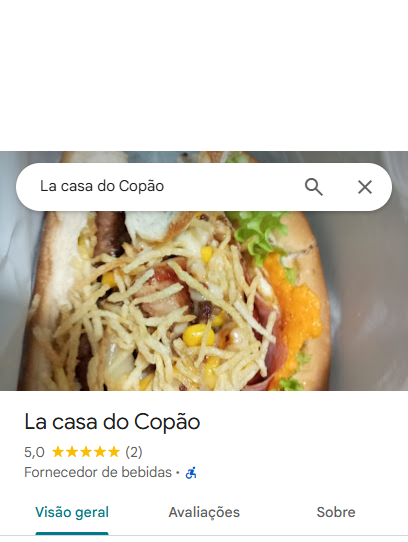 La casa do Copão
La casa do Copão
5,0 ★★★★★ (2)
Fornecedor de bebidas ·
Visão geral Avaliações Sobre